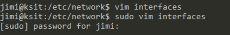 jimi@ksit:/etc/network$ vim interfaces
jimi@ksit:/etc/network$ sudo vim interfaces
[sudo] password for jimi: